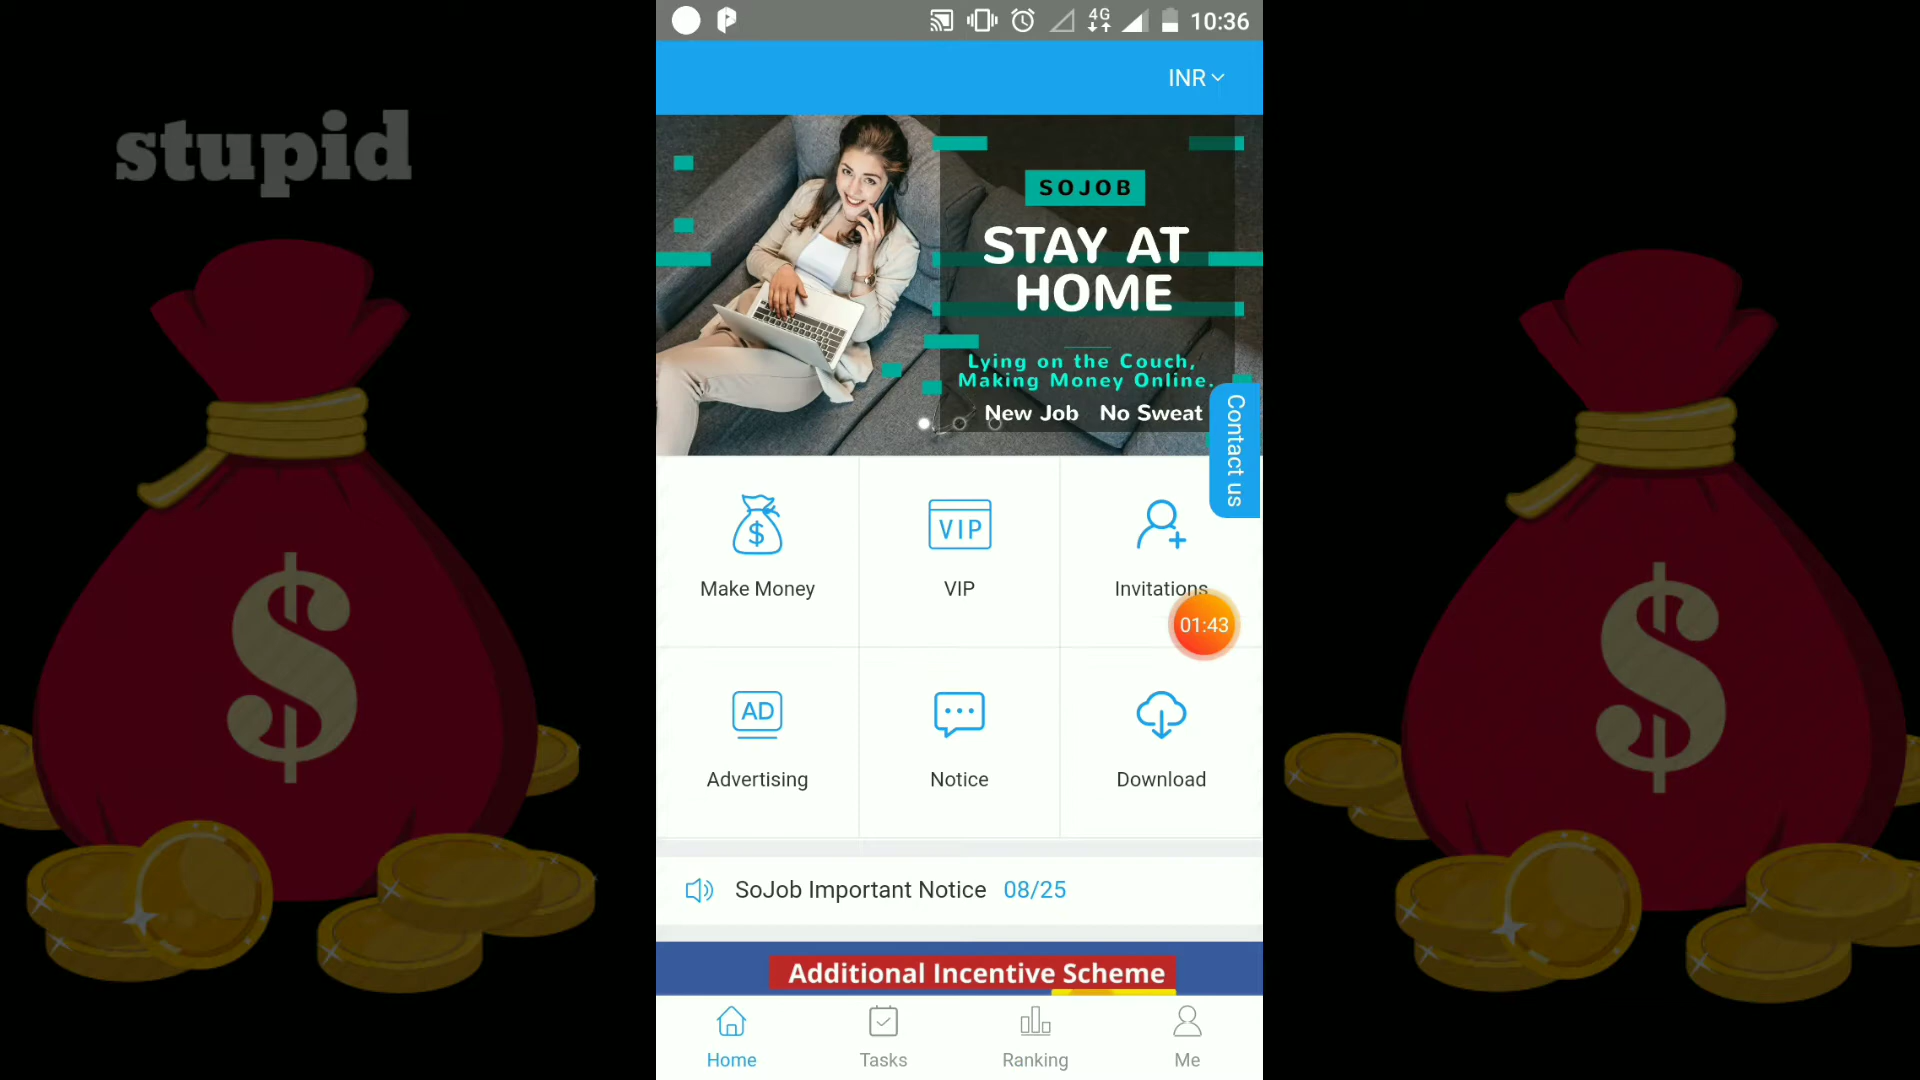 stupid
4G
10:36
INR
SOJOB
STAY AT
HOME
Lying on the Couch,
Making Money Online.
New Job No Sweat
Contact us
$
VIP
Make Money
VIP
Invitations
01:43
AD
Advertising
Notice
Download
SoJob Important Notice 08/25
Additional Incentive Scheme
Home
Tasks
Ranking
Me
$
$